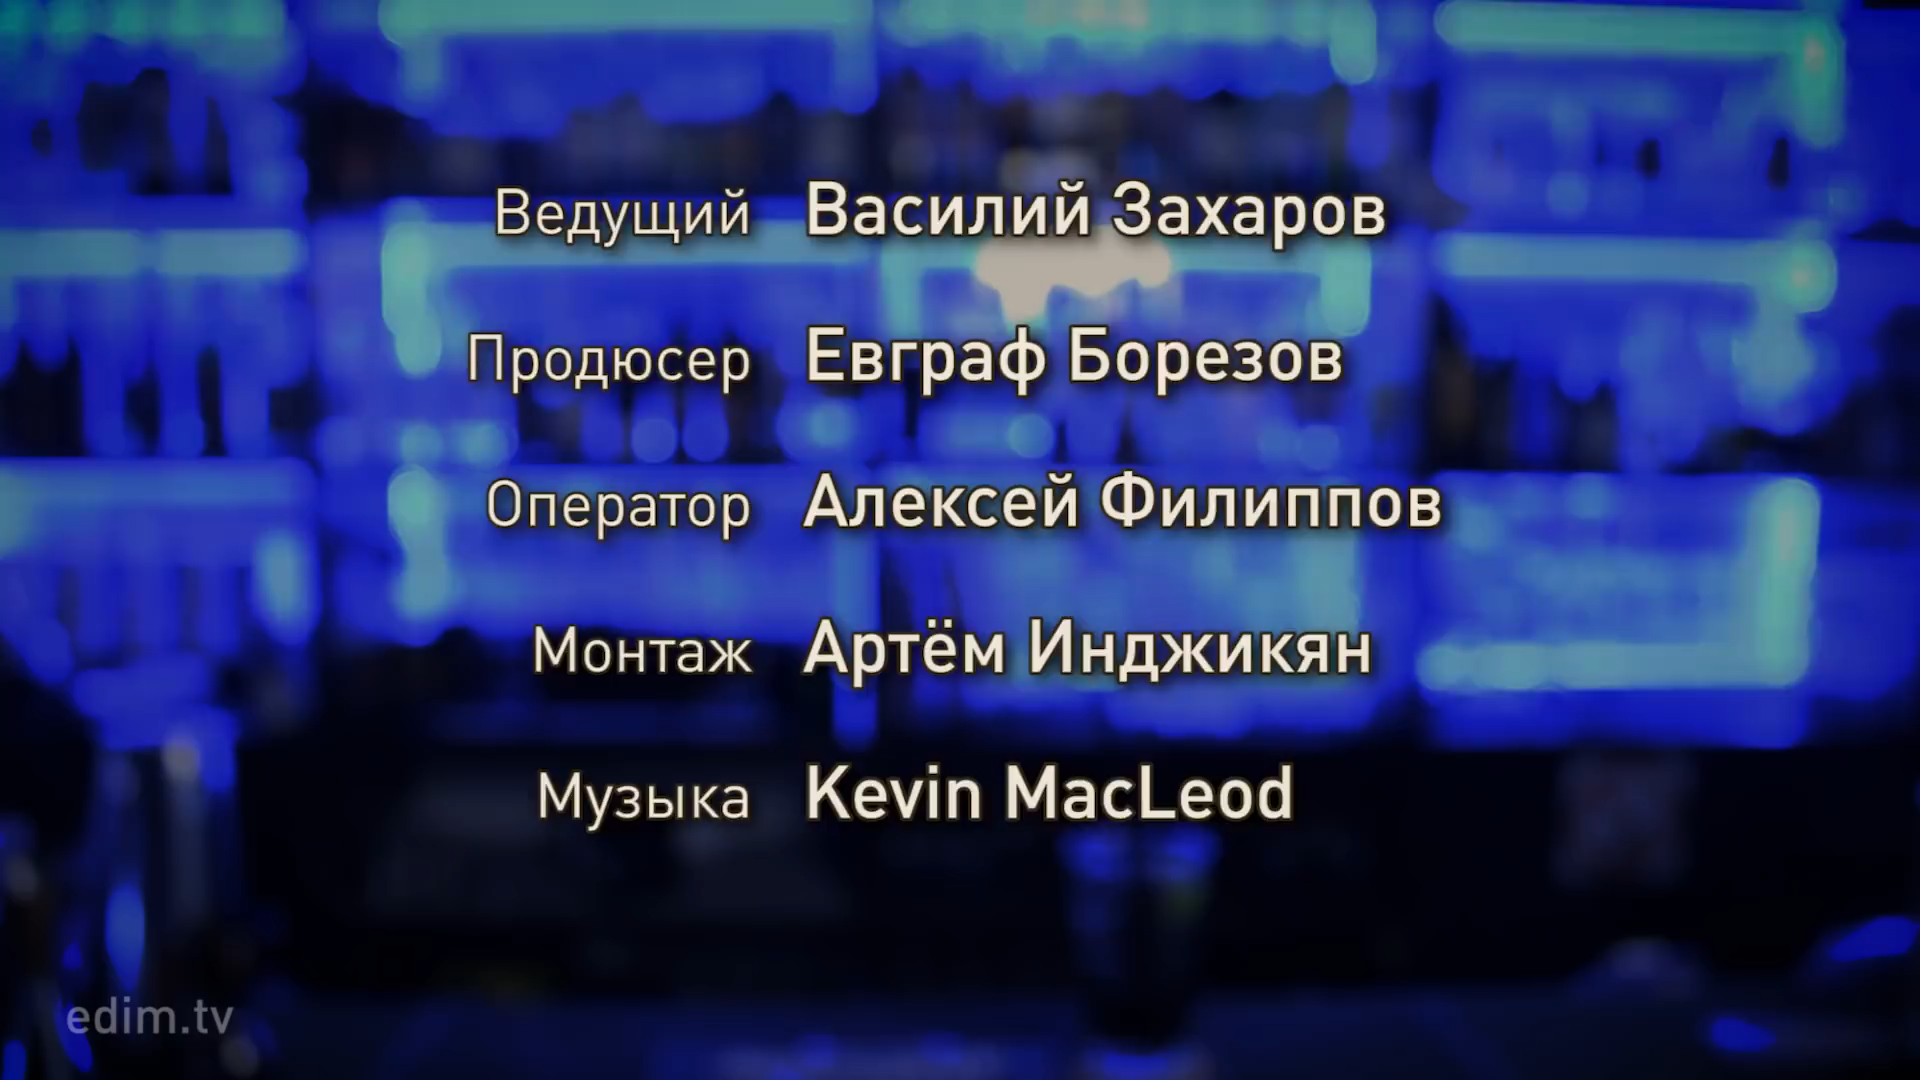 Ведущий Василий Захаров
Продюсер Евграф Борезов
Оператор Алексей Филиппов
Монтаж Артём Инджикян
Музыка Kevin MacLeod
edim.tv